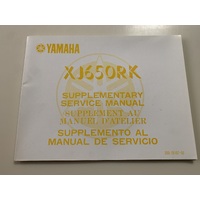 YAMAHA
XJ650RK
SUPPLEMENTARY
SERVICE MANUAL
SUPPLEMENT AU
MANUEL D'ATELIER
SUPPLEMENTO AL
MANUAL DE SERVICIO